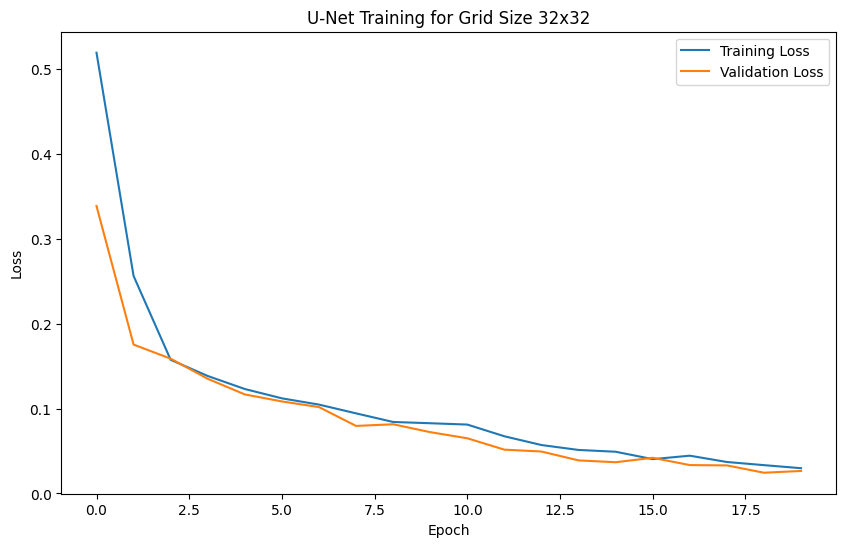 U-Net Training for Grid Size 32x32
Training Loss
Validation Loss
0.5
0.4
0.3
0.2
0.1
0.0
Loss
0.0 2.5 5.0 7.5 10.0 12.5 15.0 17.5
Epoch